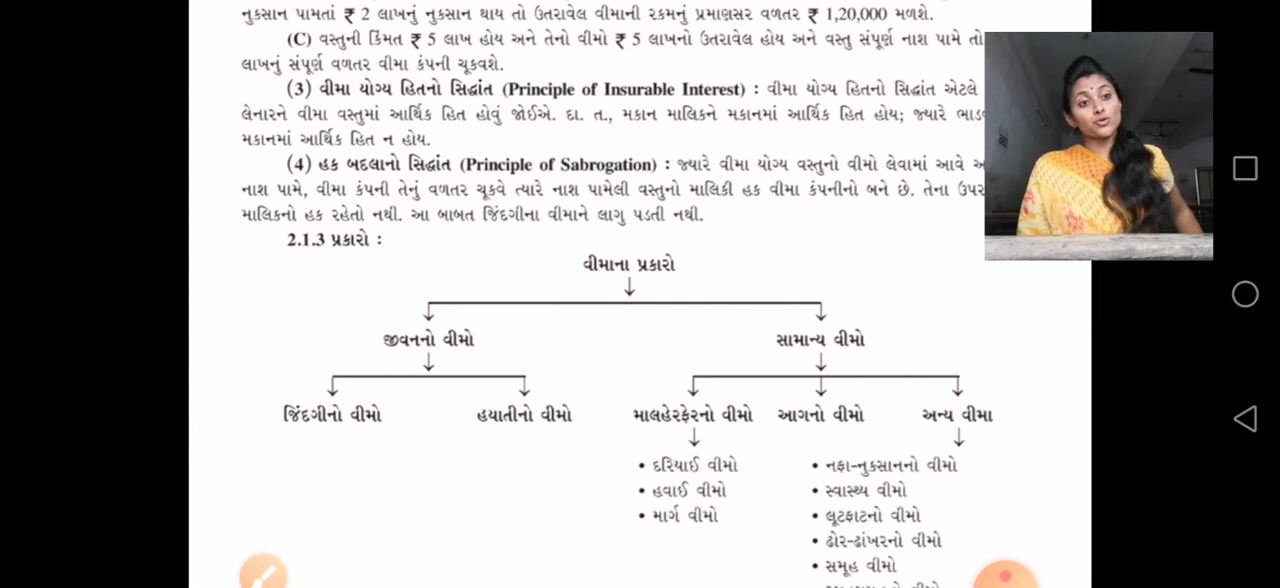 નુકસાન પામતાં ₹ 2 લાખનું નુકસાન થાય તો ઉતરાવેલ વીમાની રકમનું પ્રમાણસર વળતર ₹ 1,20,000 મળશે.
(C) વસ્તુની કિંમત ₹ 5 લાખ હોય અને તેનો વીમો ₹ 5 લાખનો ઉતરાવેલ હોય અને વસ્તુ સંપૂર્ણ નાશ પામે તો
લાખનું સંપૂર્ણ વળતર વીમા કંપની ચૂકવશે.
(3) વીમા યોગ્ય હિતનો સિદ્ધાંત (Principle of Insurable Interest) : વીમા યોગ્ય હિતનો સિદ્ધાંત એટલે
લેનારને વીમા વસ્તુમાં આર્થિક હિત હોવું જોઈએ. દા. ત., મકાન માલિકને મકાનમાં આર્થિક હિત હોય; જ્યારે
મકાનમાં આર્થિક હિત ન હોય.
(4) હક બદલાનો સિદ્ધાંત (Principle of Sabrogation) : જ્યારે વીમા યોગ્ય વસ્તુનો વીમો લેવામાં આવે
નાશ પામે, વીમા કંપની તેનું વળતર ચૂકવે ત્યારે નાશ પામેલી વસ્તુનો માલિકી હક વીમા કંપનીનો બને છે. તેના ઉપર
માલિકનો હક રહેતો નથી. આ બાબત જિંદગીના વીમાને લાગુ પડતી નથી.
2.1.3 પ્રકારો :
વીમાના પ્રકારો
જીવનનો વીમો સામાન્ય વીમો
જિંદગીનો વીમો હયાતીનો વીમો માલહેરફેરનો વીમો આગનો વીમો અન્ય વીમા
• દરિયાઈ વીમો • નફા-નુકસાનનો વીમો
• હવાઈ વીમો • સ્વાસ્થ્ય વીમો
• માર્ગ વીમો • લૂટફાટનો વીમો
• ઢોર-ઢાંખરનો વીમો
• સમૂહ વીમો